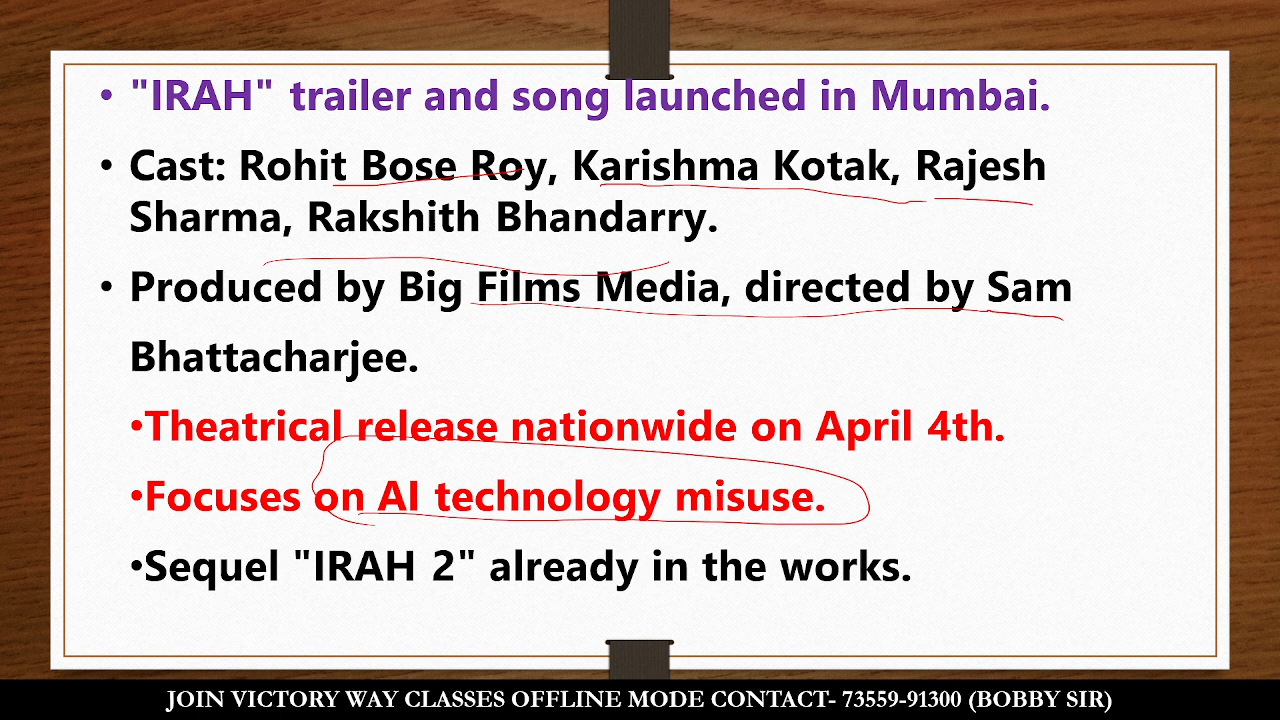 • "IRAH" trailer and song launched in Mumbai.
• Cast: Rohit Bose Roy, Karishma Kotak, Rajesh
Sharma, Rakshith Bhandarry.
• Produced by Big Films Media, directed by Sam
Bhattacharjee.
•Theatrical release nationwide on April 4th.
•Focuses on AI technology misuse.
•Sequel "IRAH 2" already in the works.
JOIN VICTORY WAY CLASSES OFFLINE MODE CONTACT- 73559-91300 (BOBBY SIR)